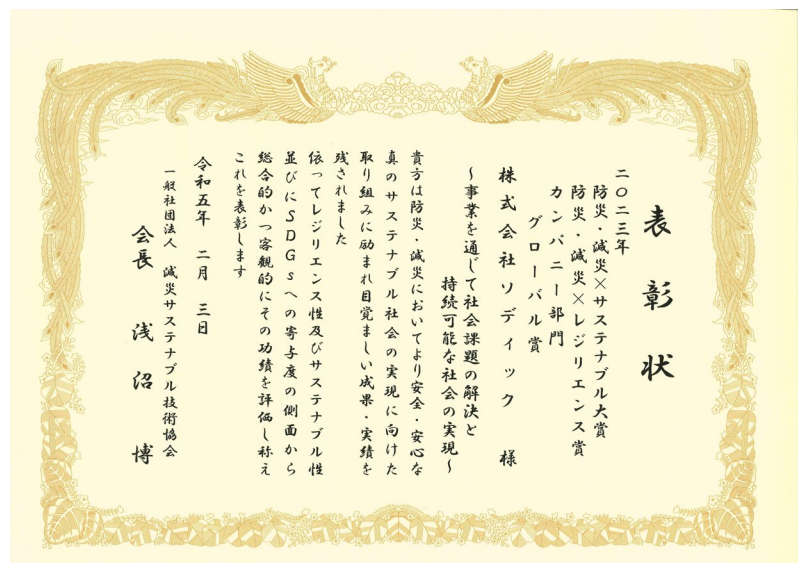 表彰状
二〇二三年
防災・減災×サステナブル大賞
防災・減災×レジリエンス賞
カンパニー部門
グローバル賞
株式会社ソディック 様
～事業を通じて社会課題の解決と
持続可能な社会の実現～
貴方は防災・減災においてより安全・安心な
真のサステナブル社会の実現に向けた
取り組みに励まれ目覚ましい成果・実績を
残されました
依ってレジリエンス性及びサステナブル性
並びにSDGsへの寄与度の側面から
総合的かつ客観的にその功績を評価し称え
これを表彰します
令和五年 二月 三日
一般社団法人 減災サステナブル技術協会
会長 浅沼 博